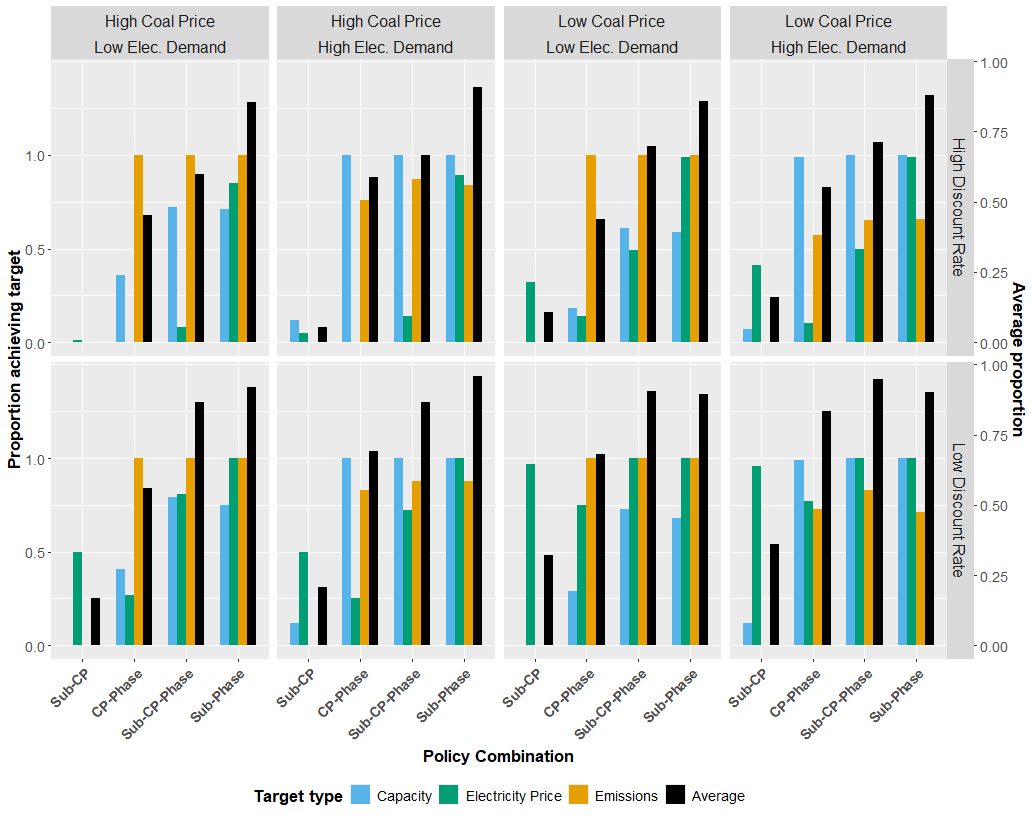 High Coal Price
Low Elec. Demand
High Coal Price
High Elec. Demand
Low Coal Price
Low Elec. Demand
Low Coal Price
High Elec. Demand
Proportion achieving target
1.0
0.5
0.0
1.0
0.5
0.0
High Discount Rate
Low Discount Rate
1.00
0.75
0.50
0.25
0.00
1.00
0.75
0.50
0.25
0.00
Average proportion
Sub-CP
CP-Phase
Sub-CP-Phase
Sub-Phase
Sub-CP
CP-Phase
Sub-CP-Phase
Sub-Phase
Sub-CP
CP-Phase
Sub-CP-Phase
Sub-Phase
Sub-CP
CP-Phase
Sub-CP-Phase
Sub-Phase
Policy Combination
Target type Capacity Electricity Price Emissions Average